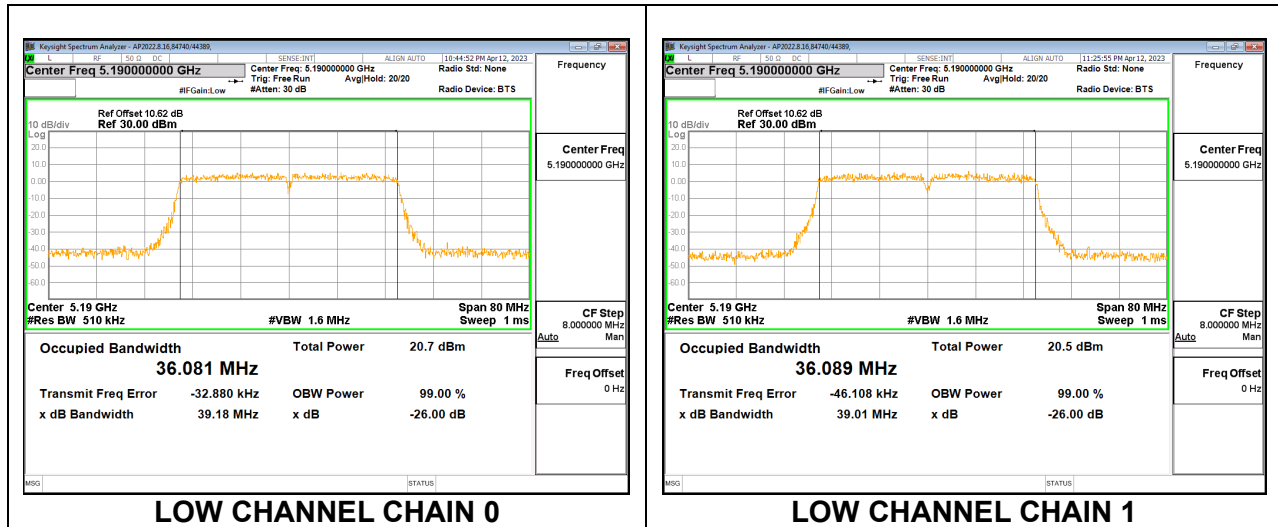 Keysight Spectrum Analyzer - AP2022.8.16,84740/44389,
L RF 50 Ω DC SENSE:INT ALIGN AUTO 10:44:52 PM Apr 12, 2023
Center Freq 5.190000000 GHz
Center Freq: 5.190000000 GHz Radio Std: None
Trig: Free Run Avg|Hold: 20/20
#IFGain:Low #Atten: 30 dB Radio Device: BTS
Frequency
Ref Offset 10.62 dB
10 dB/div Ref 30.00 dBm
Log
20.0
10.0
0.00
-10.0
-20.0
-30.0
-40.0
-50.0
-60.0
Center Freq
5.190000000 GHz
Center 5.19 GHz Span 80 MHz
#Res BW 510 kHz #VBW 1.6 MHz Sweep 1 ms
CF Step
8.000000 MHz
Auto Man
Occupied Bandwidth Total Power 20.7 dBm
36.081 MHz
Freq Offset
0 Hz
Transmit Freq Error -32.880 kHz OBW Power 99.00 %
x dB Bandwidth 39.18 MHz x dB -26.00 dB
MSG STATUS
LOW CHANNEL CHAIN 0
Keysight Spectrum Analyzer - AP2022.8.16,84740/44389,
L RF 50 Ω DC SENSE:INT ALIGN AUTO 11:25:55 PM Apr 12, 2023
Center Freq 5.190000000 GHz
Center Freq: 5.190000000 GHz Radio Std: None
Trig: Free Run Avg|Hold: 20/20
#IFGain:Low #Atten: 30 dB Radio Device: BTS
Frequency
Ref Offset 10.62 dB
10 dB/div Ref 30.00 dBm
Log
20.0
10.0
0.00
-10.0
-20.0
-30.0
-40.0
-50.0
-60.0
Center Freq
5.190000000 GHz
Center 5.19 GHz Span 80 MHz
#Res BW 510 kHz #VBW 1.6 MHz Sweep 1 ms
CF Step
8.000000 MHz
Auto Man
Occupied Bandwidth Total Power 20.5 dBm
36.089 MHz
Freq Offset
0 Hz
Transmit Freq Error -46.108 kHz OBW Power 99.00 %
x dB Bandwidth 39.01 MHz x dB -26.00 dB
MSG STATUS
LOW CHANNEL CHAIN 1